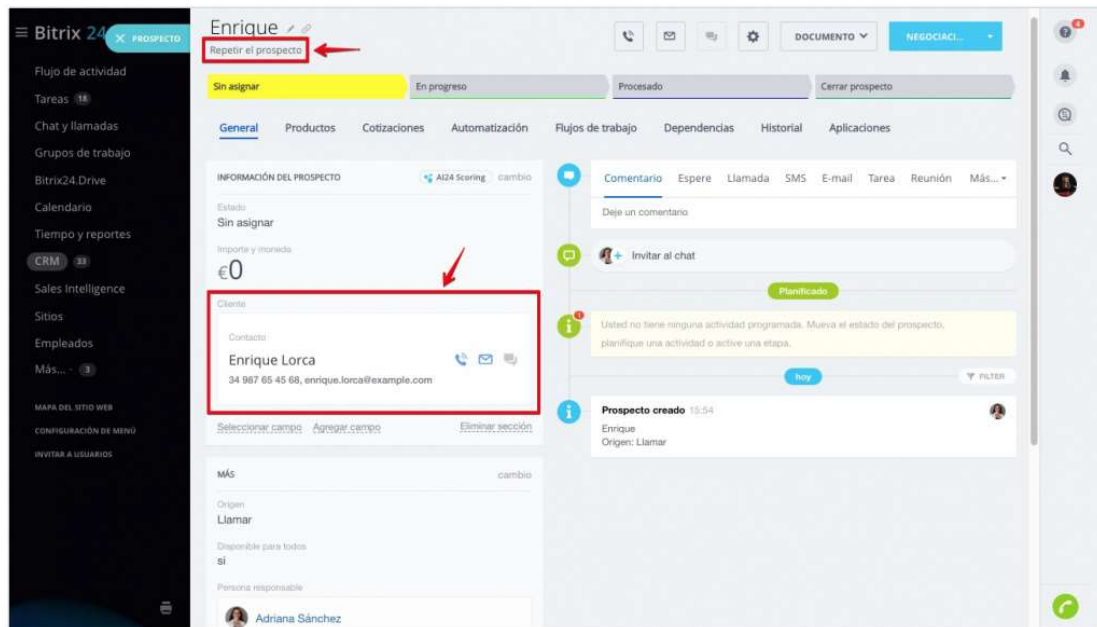 Bitrix 24
PROSPECTO
Flujo de actividad
Tareas 18
Chat y llamadas
Grupos de trabajo
Bitrix24.Drive
Calendario
Tiempo y reportes
CRM 33
Sales Intelligence
Sitios
Empleados
Más... 3
MAPA DEL SITIO WEB
CONFIGURACIÓN DE MENÚ
INVITAR A USUARIOS
Enrique
Repetir el prospecto
DOCUMENTO
NEGOCIACI...
Sin asignar
En progreso
Procesado
Cerrar prospecto
General Productos Cotizaciones Automatización Flujos de trabajo Dependencias Historial Aplicaciones
INFORMACIÓN DEL PROSPECTO AI24 Scoring cambio
Estado
Sin asignar
Importe y moneda
€0
Cliente
Contacto
Enrique Lorca
34 987 65 45 68, enrique.lorca@example.com
Seleccionar campo Agregar campo Eliminar sección
MÁS cambio
Origen
Llamar
Disponible para todos
si
Persona responsable
Adriana Sánchez
Comentario Espere Llamada SMS E-mail Tarea Reunión Más...
Deje un comentario
Invitar al chat
Planificado
1
Usted no tiene ninguna actividad programada. Mueva el estado del prospecto,
planifique una actividad o active una etapa.
hoy
FILTER
Prospecto creado 15:54
Enrique
Origen: Llamar
4